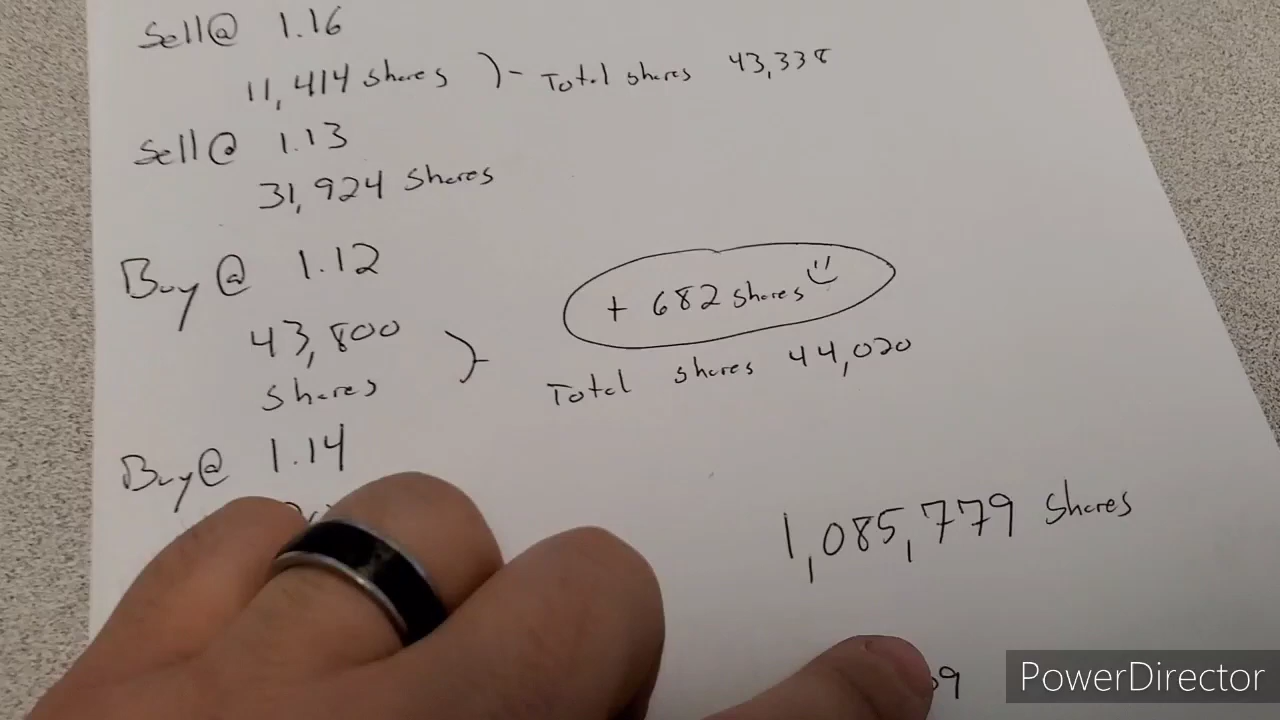 Sell@ 1.16
11,414 shares )- Total shares 43,338
Sell@ 1.13
31,924 shares
Buy@ 1.12
+ 682 shares
43,800
shares
Total shares 44,020
Buy@ 1.14
1,085,779 shares
09
PowerDirector